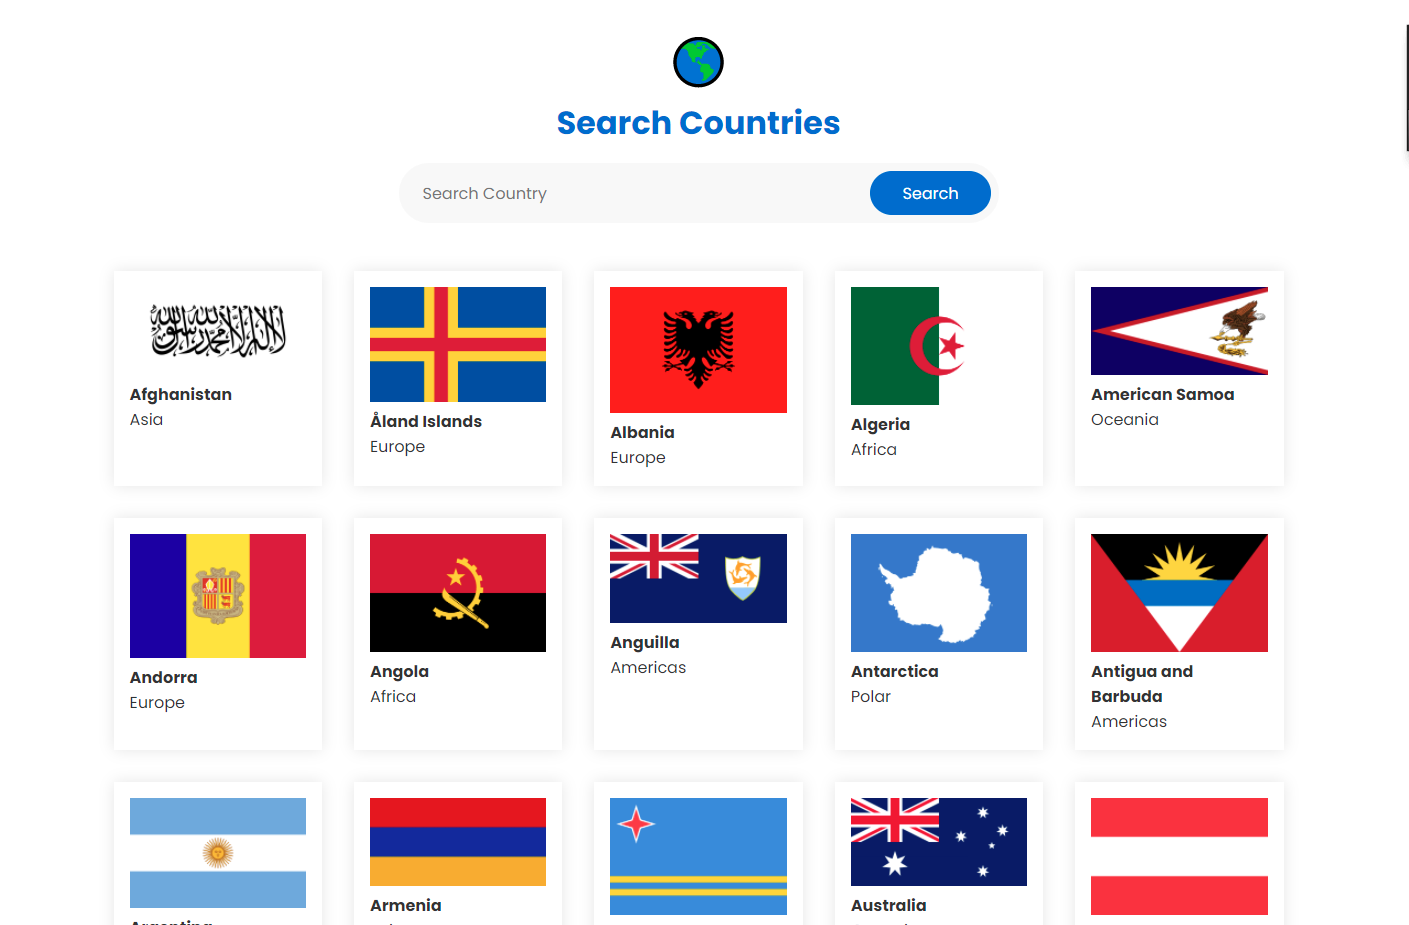 Search Countries
Search Country
Search
لا إله إلا الله محمد رسول الله
Afghanistan
Asia
Åland Islands
Europe
Albania
Europe
Algeria
Africa
American Samoa
Oceania
Andorra
Europe
Angola
Africa
Anguilla
Americas
Antarctica
Polar
Antigua and
Barbuda
Americas
Argentina
Armenia
Australia